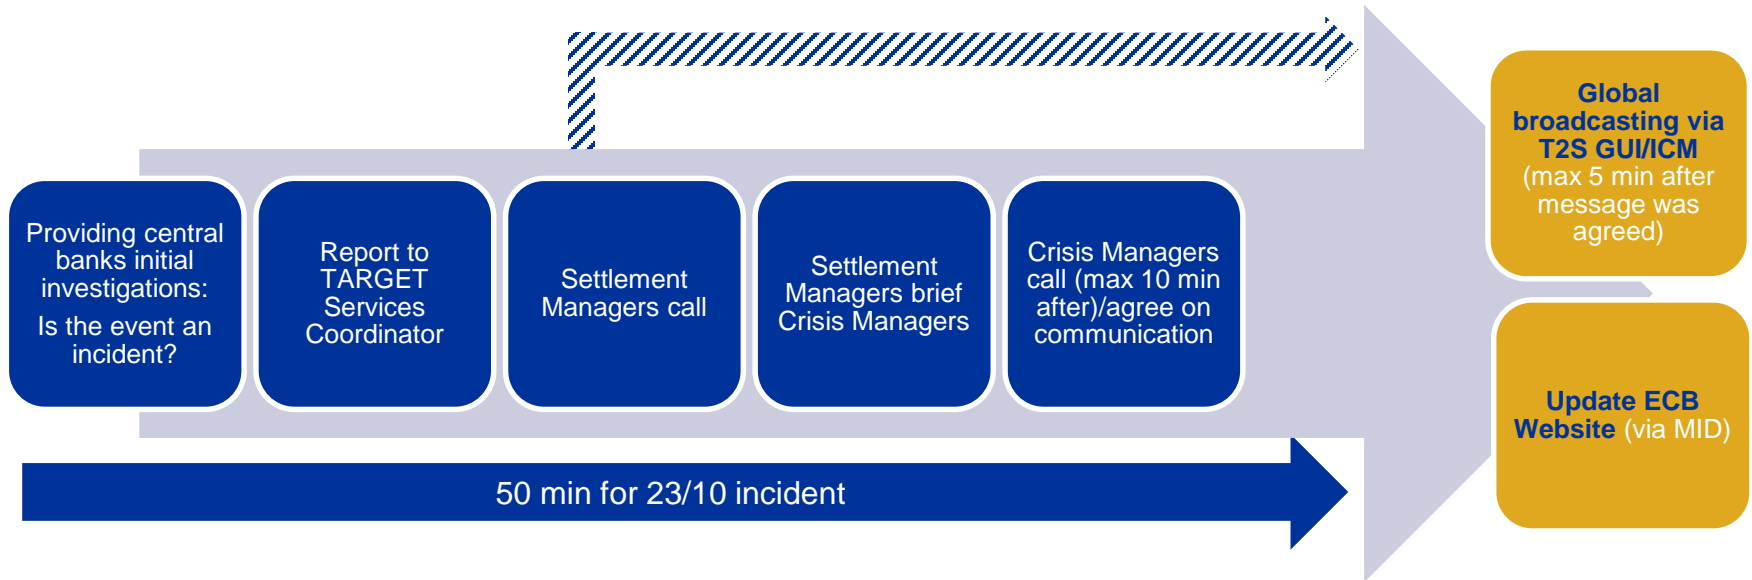 Providing central
banks initial
investigations:
Is the event an
incident?
Report to
TARGET
Services
Coordinator
Settlement
Managers call
Settlement
Managers brief
Crisis Managers
Crisis Managers
call (max 10 min
after)/agree on
communication
Global
broadcasting via
T2S GUI/ICM
(max 5 min after
message was
agreed)
Update ECB
Website (via MID)
50 min for 23/10 incident